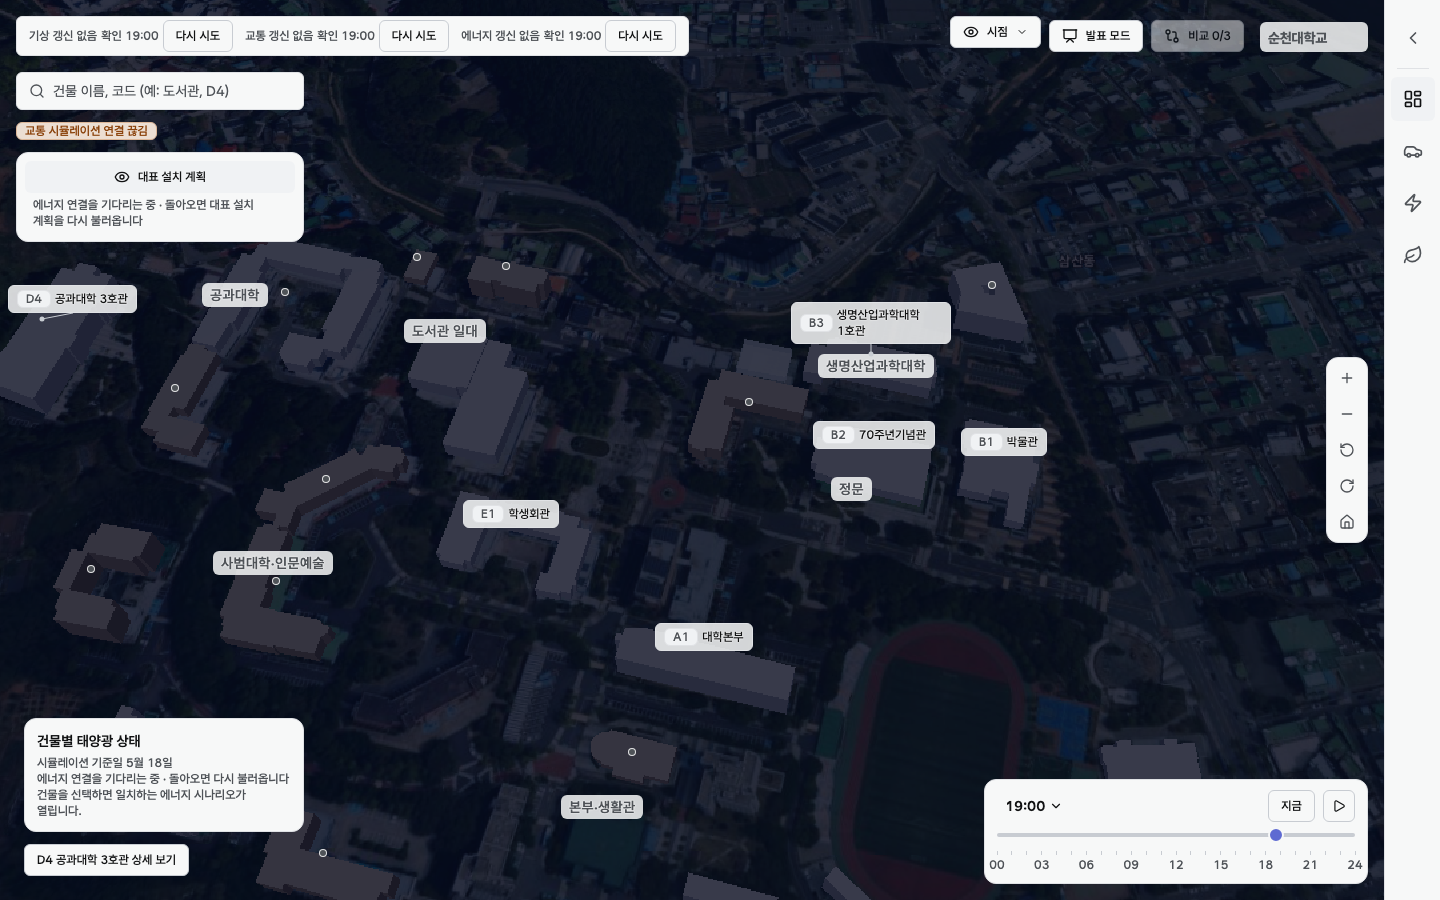 기상 갱신 없음 확인 19:00 다시 시도 교통 갱신 없음 확인 19:00 다시 시도 에너지 갱신 없음 확인 19:00 다시 시도
시점
발표 모드
비교 0/3
순천대학교
건물 이름, 코드 (예: 도서관, D4)
교통 시뮬레이션 연결 끊김
대표 설치 계획
에너지 연결을 기다리는 중 · 돌아오면 대표 설치
계획을 다시 불러옵니다
삼산동
D4 공과대학 3호관
공과대학
도서관 일대
B3 생명산업과학대학
1호관
생명산업과학대학
B2 70주년기념관
B1 박물관
정문
E1 학생회관
사범대학·인문예술
A1 대학본부
본부·생활관
건물별 태양광 상태
시뮬레이션 기준일 5월 18일
에너지 연결을 기다리는 중 · 돌아오면 다시 불러옵니다
건물을 선택하면 일치하는 에너지 시나리오가
열립니다.
D4 공과대학 3호관 상세 보기
19:00
지금
00 03 06 09 12 15 18 21 24